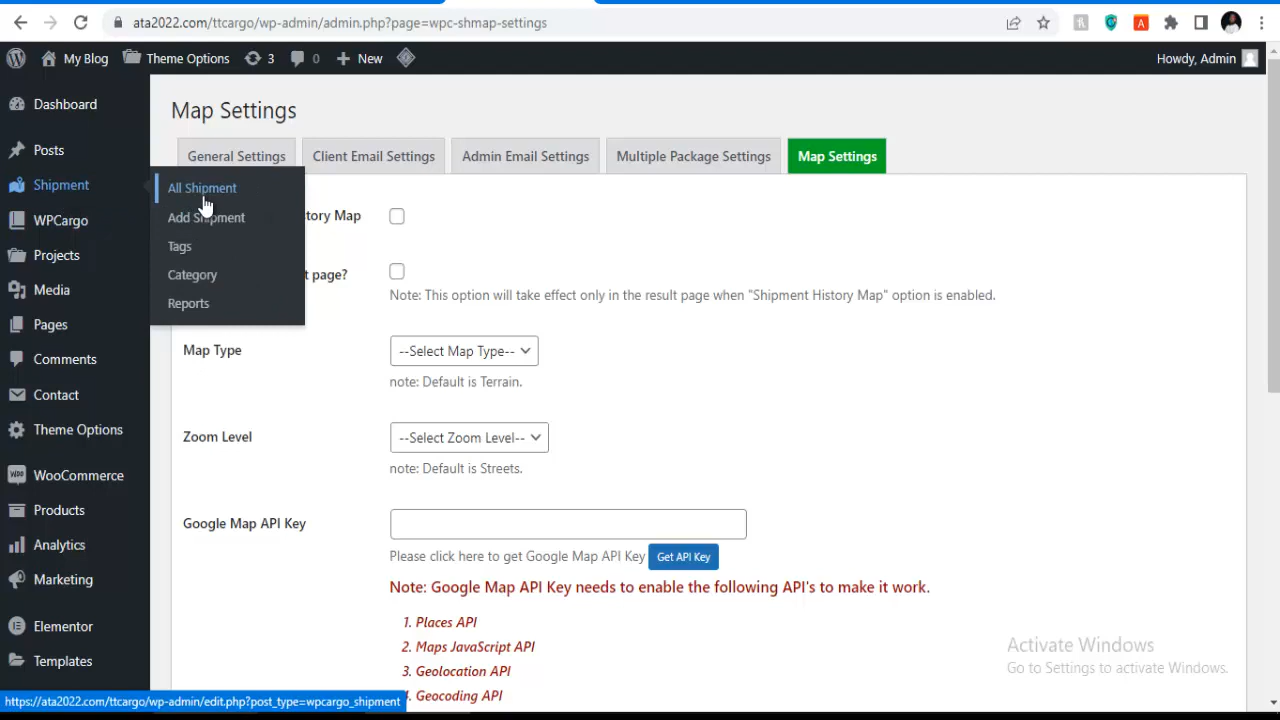 ata2022.com/ttcargo/wp-admin/admin.php?page=wpc-shmap-settings
My Blog
Theme Options
3
0
New
Howdy, Admin
Dashboard
Posts
Shipment
WPCargo
Projects
Media
Pages
Comments
Contact
Theme Options
WooCommerce
Products
Analytics
Marketing
Elementor
Templates
All Shipment
Add Shipment
Tags
Category
Reports
Map Settings
General Settings
Client Email Settings
Admin Email Settings
Multiple Package Settings
Map Settings
tory Map
t page?
Note: This option will take effect only in the result page when "Shipment History Map" option is enabled.
Map Type
--Select Map Type--
note: Default is Terrain.
Zoom Level
--Select Zoom Level--
note: Default is Streets.
Google Map API Key
Please click here to get Google Map API Key Get API Key
Note: Google Map API Key needs to enable the following API's to make it work.
1. Places API
2. Maps JavaScript API
3. Geolocation API
4. Geocoding API
Activate Windows
Go to Settings to activate Windows.
https://ata2022.com/ttcargo/wp-admin/edit.php?post_type=wpcargo_shipment